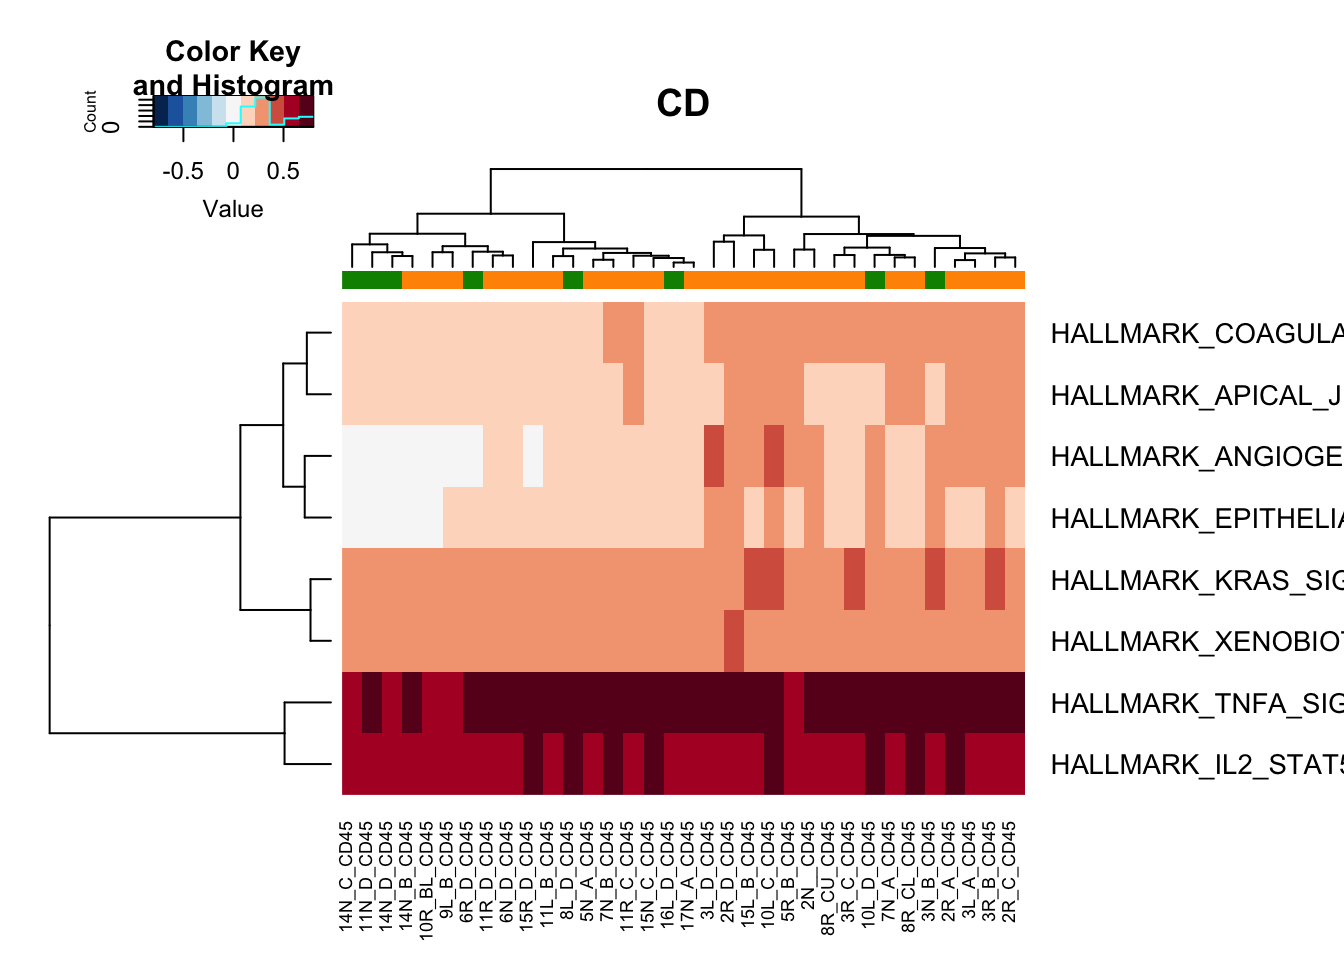 Color Key
and Histogram
Count
0
-0.5 0 0.5
Value
CD
HALLMARK_COAGULA
HALLMARK_APICAL_J
HALLMARK_ANGIOGE
HALLMARK_EPITHELIA
HALLMARK_KRAS_SIG
HALLMARK_XENOBIOT
HALLMARK_TNFA_SIG
HALLMARK_IL2_STAT5
14N_C_CD45
11N_D_CD45
14N_D_CD45
14N_B_CD45
10R_BL_CD45
9L_B_CD45
6R_D_CD45
11R_D_CD45
6N_D_CD45
15R_D_CD45
11L_B_CD45
8L_D_CD45
5N_A_CD45
7N_B_CD45
11R_C_CD45
15N_C_CD45
16L_D_CD45
17N_A_CD45
3L_D_CD45
2R_D_CD45
15L_B_CD45
10L_C_CD45
5R_B_CD45
2N__CD45
8R_CU_CD45
3R_C_CD45
10L_D_CD45
7N_A_CD45
8R_CL_CD45
3N_B_CD45
2R_A_CD45
3L_A_CD45
3R_B_CD45
2R_C_CD45